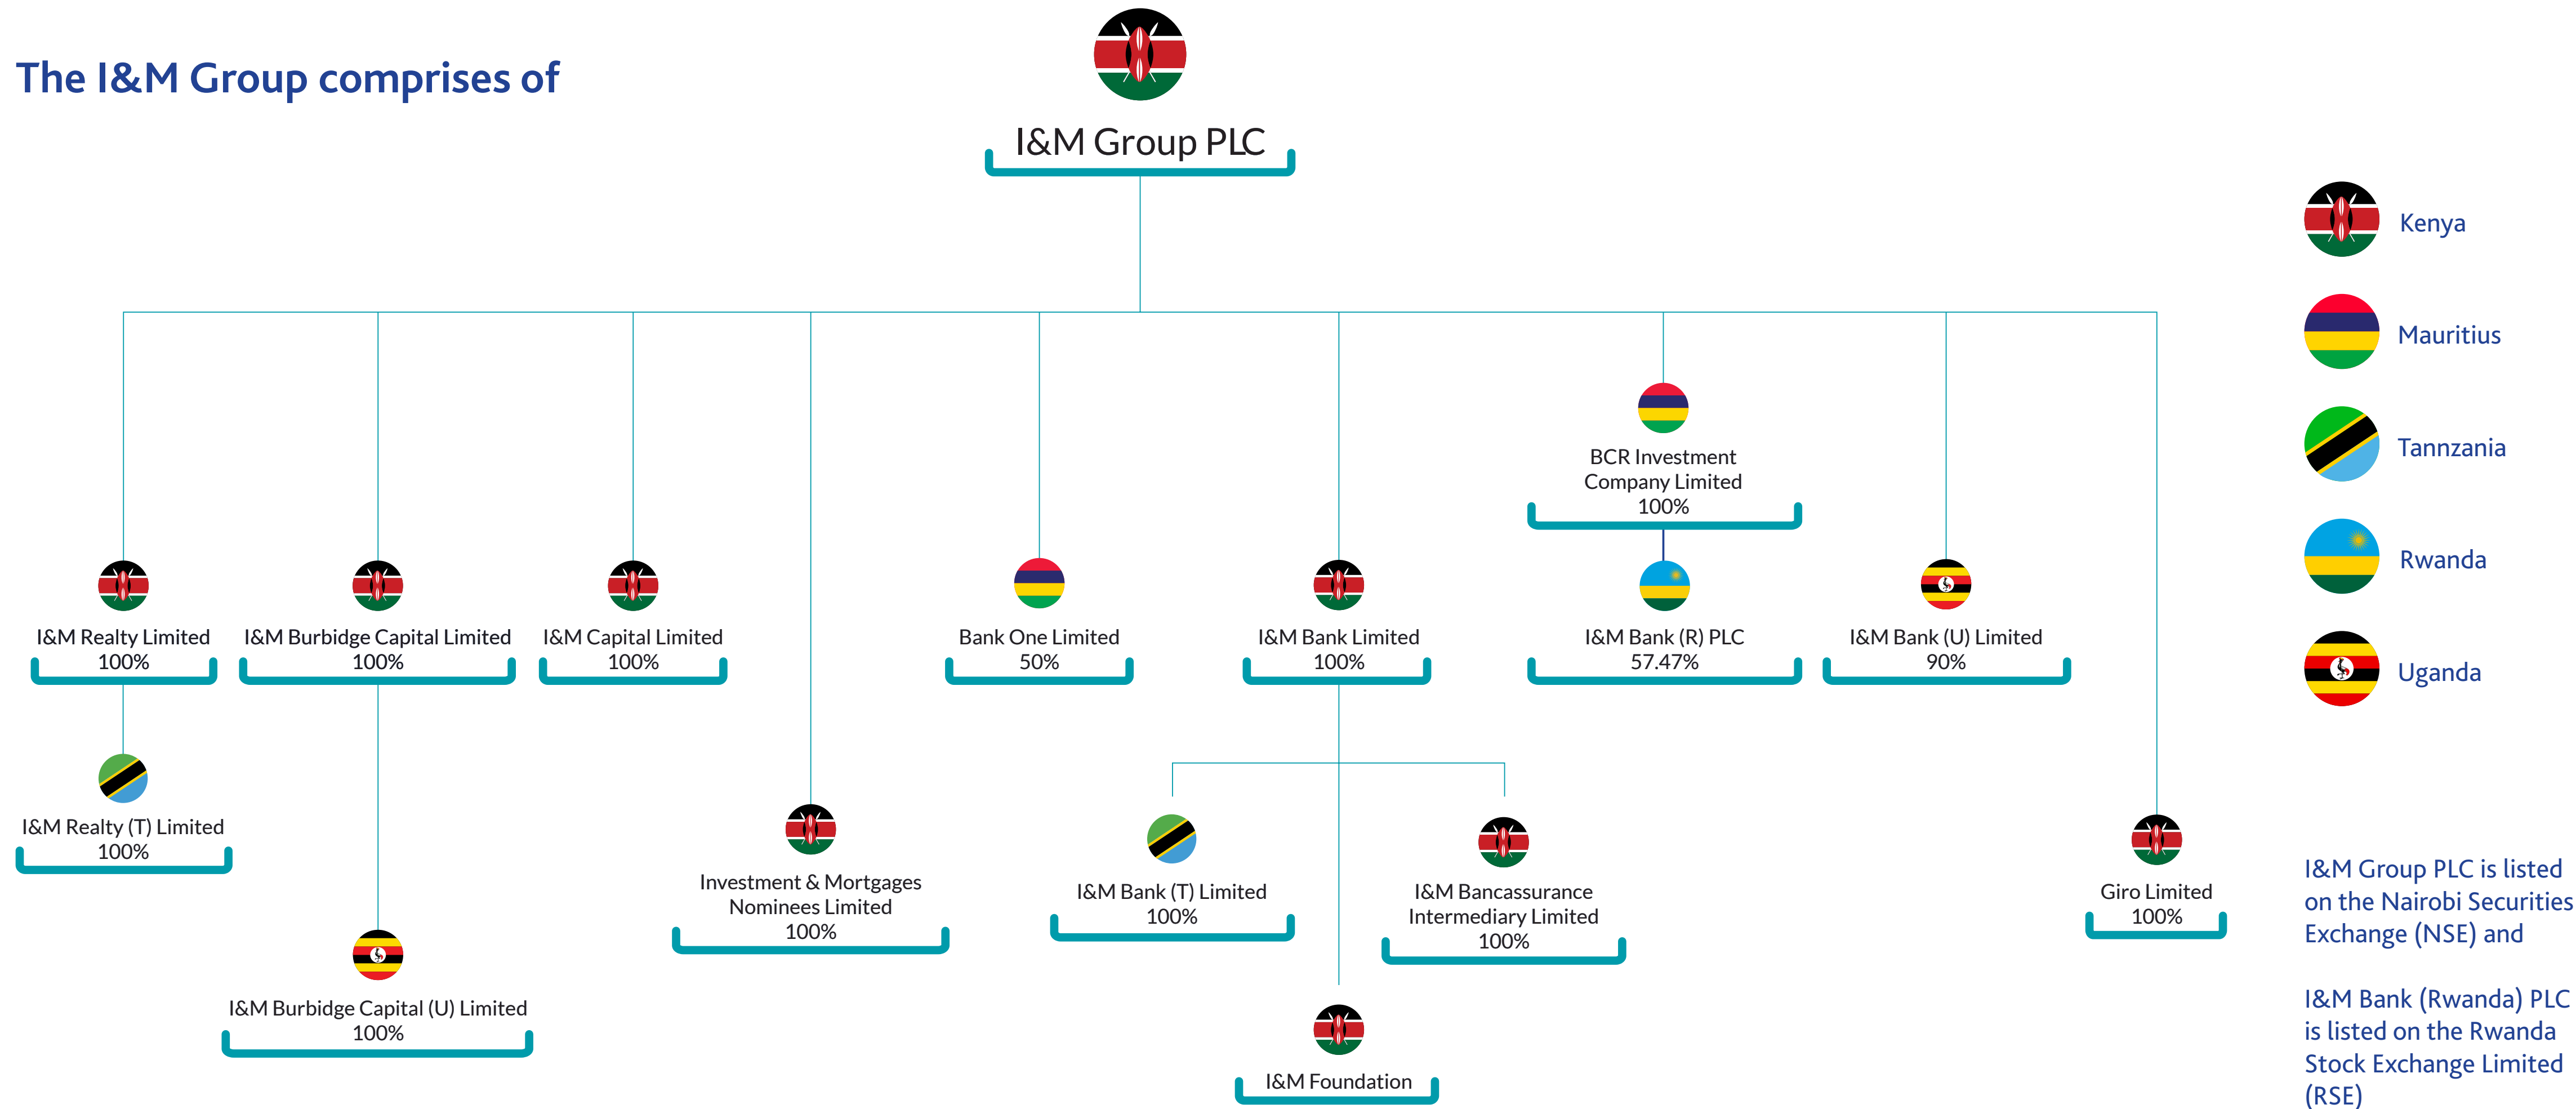 The I&M Group comprises of
I&M Group PLC
Kenya
Mauritius
Tannzania
Rwanda
Uganda
BCR Investment
Company Limited
100%
I&M Realty Limited
100%
I&M Burbidge Capital Limited
100%
I&M Capital Limited
100%
Bank One Limited
50%
I&M Bank Limited
100%
I&M Bank (R) PLC
57.47%
I&M Bank (U) Limited
90%
I&M Realty (T) Limited
100%
Investment & Mortgages
Nominees Limited
100%
I&M Bank (T) Limited
100%
I&M Bancassurance
Intermediary Limited
100%
Giro Limited
100%
I&M Burbidge Capital (U) Limited
100%
I&M Foundation
I&M Group PLC is listed
on the Nairobi Securities
Exchange (NSE) and
I&M Bank (Rwanda) PLC
is listed on the Rwanda
Stock Exchange Limited
(RSE)